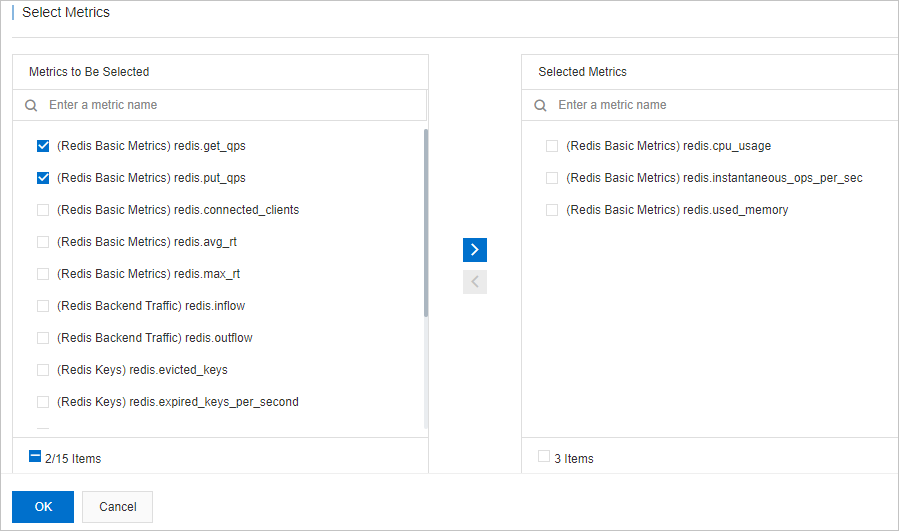 Select Metrics
Metrics to Be Selected
Enter a metric name
(Redis Basic Metrics) redis.get_qps
(Redis Basic Metrics) redis.put_qps
(Redis Basic Metrics) redis.connected_clients
(Redis Basic Metrics) redis.avg_rt
(Redis Basic Metrics) redis.max_rt
(Redis Backend Traffic) redis.inflow
(Redis Backend Traffic) redis.outflow
(Redis Keys) redis.evicted_keys
(Redis Keys) redis.expired_keys_per_second
2/15 Items
Selected Metrics
Enter a metric name
(Redis Basic Metrics) redis.cpu_usage
(Redis Basic Metrics) redis.instantaneous_ops_per_sec
(Redis Basic Metrics) redis.used_memory
3 Items
OK
Cancel